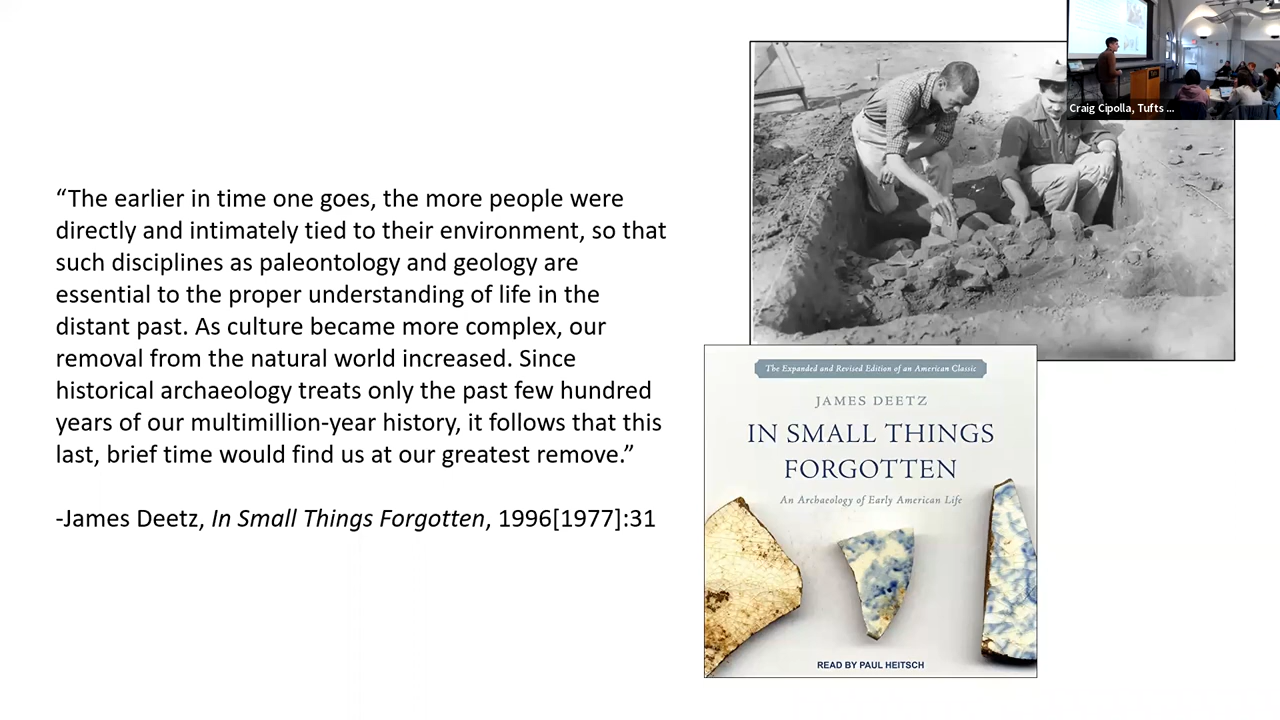 “The earlier in time one goes, the more people were
directly and intimately tied to their environment, so that
such disciplines as paleontology and geology are
essential to the proper understanding of life in the
distant past. As culture became more complex, our
removal from the natural world increased. Since
historical archaeology treats only the past few hundred
years of our multimillion-year history, it follows that this
last, brief time would find us at our greatest remove.”
-James Deetz, In Small Things Forgotten, 1996[1977]:31
Craig Cipolla, Tufts ...
The Expanded and Revised Edition of an American Classic
JAMES DEETZ
IN SMALL THINGS
FORGOTTEN
An Archaeology of Early American Life
READ BY PAUL HEITSCH